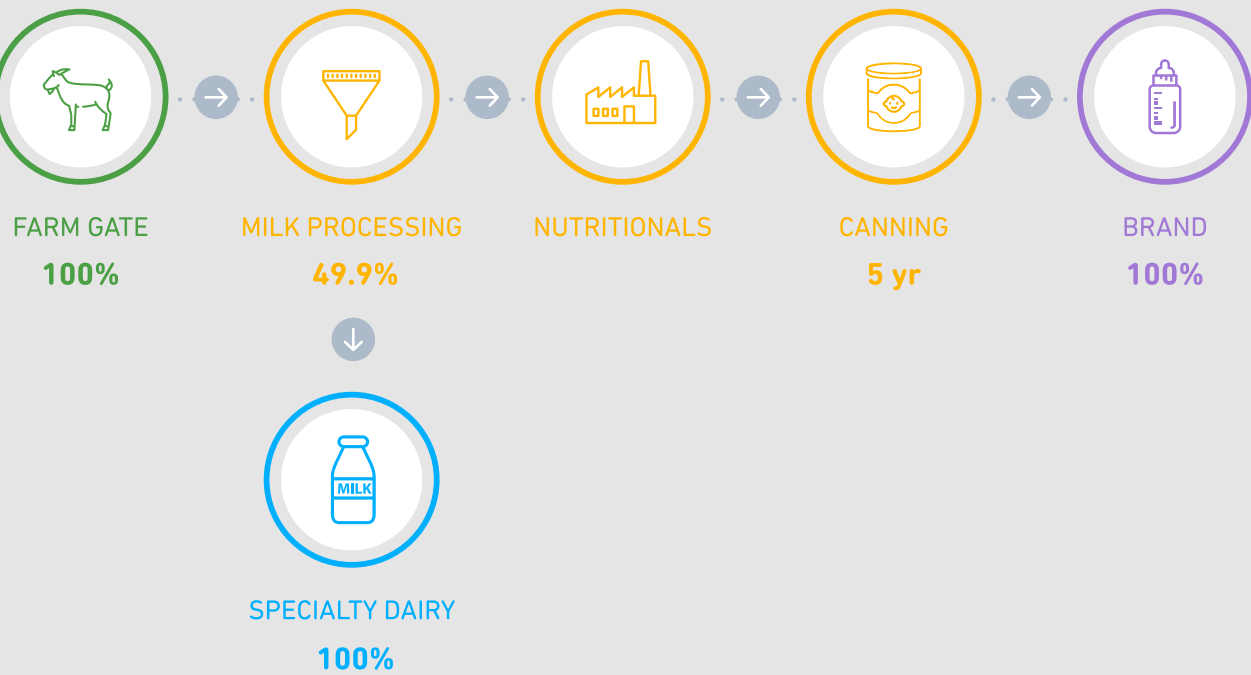 FARM GATE
100%
MILK PROCESSING
49.9%
NUTRITIONALS
CANNING
5 yr
BRAND
100%
MILK
SPECIALTY DAIRY
100%